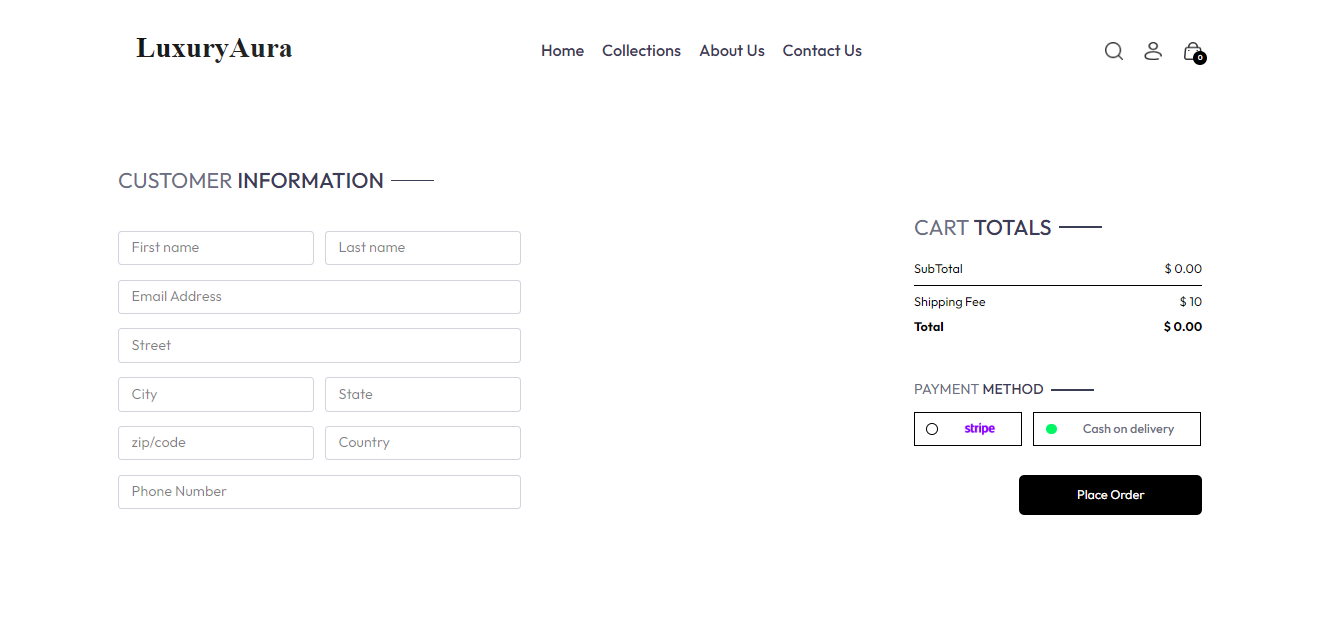 LuxuryAura
Home Collections About Us Contact Us
0
CUSTOMER INFORMATION
First name Last name
Email Address
Street
City State
zip/code Country
Phone Number
CART TOTALS
SubTotal $ 0.00
Shipping Fee $ 10
Total $ 0.00
PAYMENT METHOD
stripe Cash on delivery
Place Order